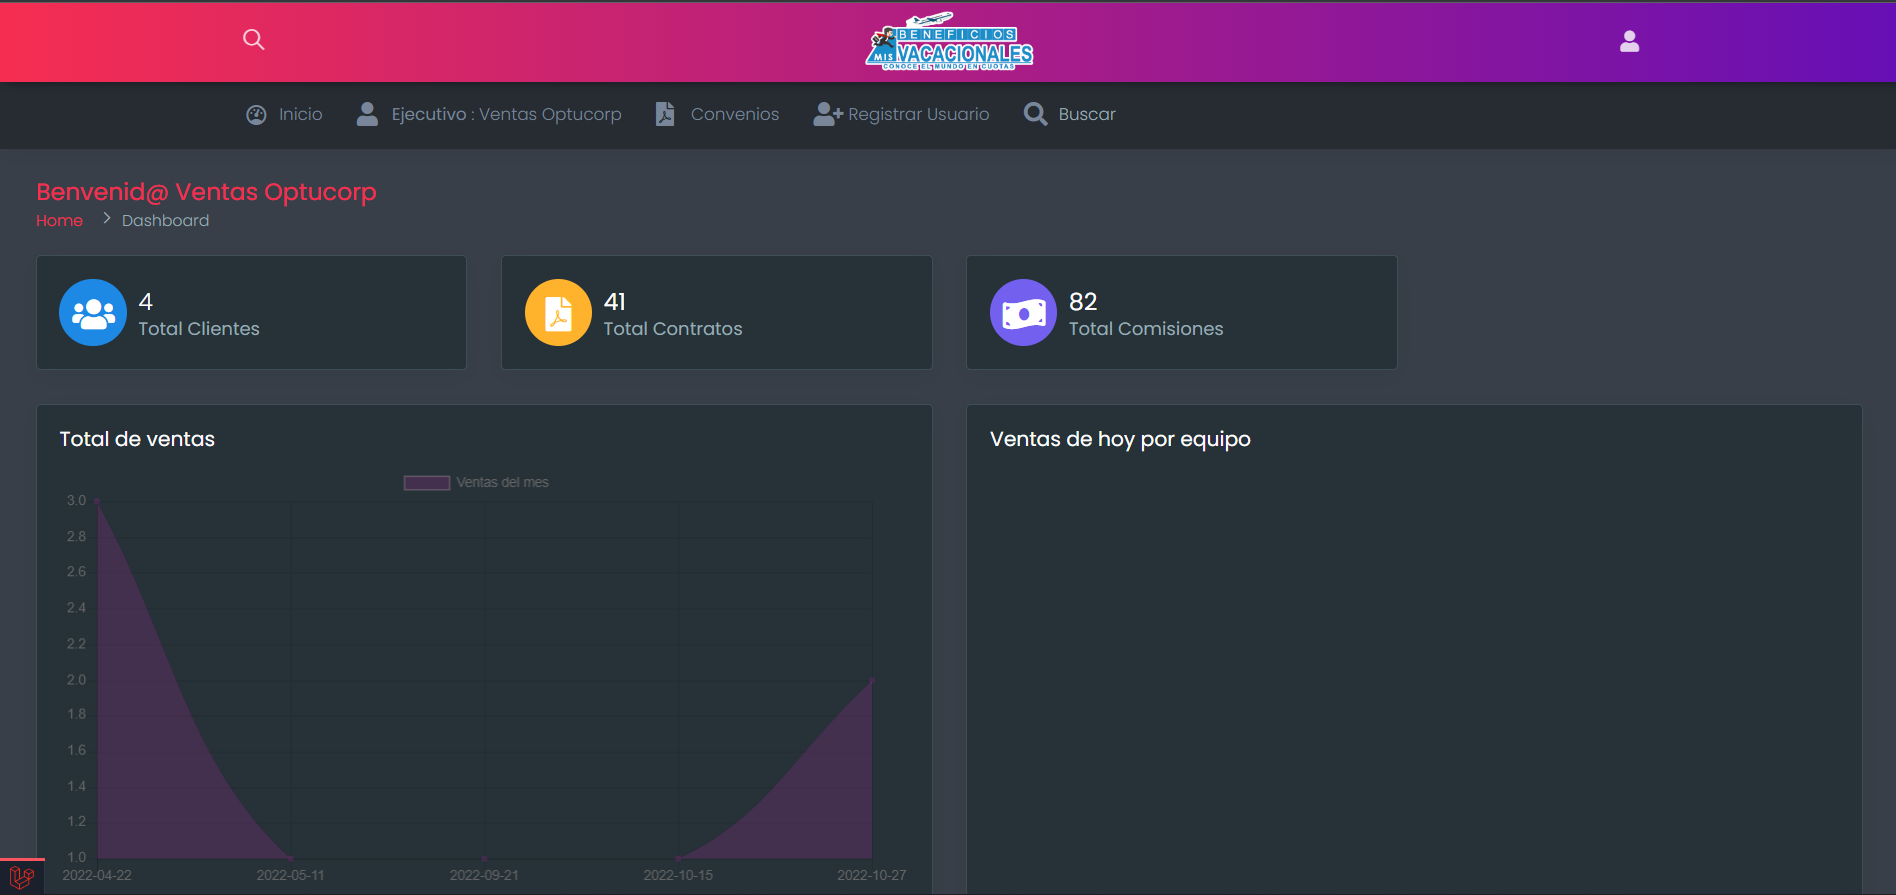 BENEFICIOS
MIS VACACIONALES
CONOCE EL MUNDO EN CUOTAS
Inicio
Ejecutivo : Ventas Optucorp
Convenios
Registrar Usuario
Buscar
Benvenid@ Ventas Optucorp
Home
Dashboard
4
Total Clientes
41
Total Contratos
82
Total Comisiones
Total de ventas
Ventas del mes
3.0
2.8
2.6
2.4
2.2
2.0
1.8
1.6
1.4
1.2
1.0
2022-04-22
2022-05-11
2022-09-21
2022-10-15
2022-10-27
Ventas de hoy por equipo